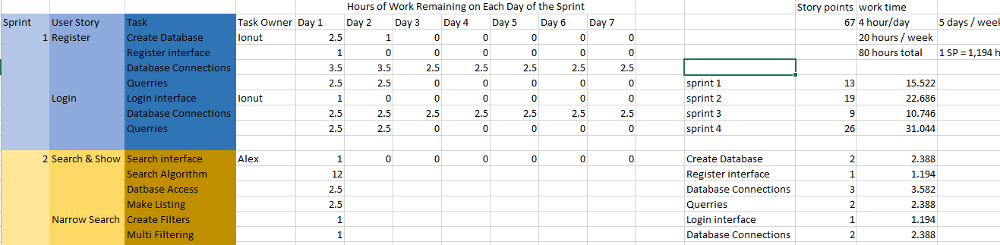 Hours of Work Remaining on Each Day of the Sprint Story points work time
Sprint User Story Task Task Owner Day 1 Day 2 Day 3 Day 4 Day 5 Day 6 Day 7 67 4 hour/day 5 days / week
1 Register Create Database Ionut 2.5 1 0 0 0 0 0 20 hours / week
Register interface 1 0 0 0 0 0 0 80 hours total 1 SP = 1,194 h
Database Connections 3.5 3.5 2.5 2.5 2.5 2.5 2.5
Querries 2.5 2.5 0 0 0 0 0 sprint 1 13 15.522
Login Login interface Ionut 1 0 0 0 0 0 0 sprint 2 19 22.686
Database Connections 2.5 2.5 2.5 2.5 2.5 2.5 2.5 sprint 3 9 10.746
Querries 2.5 2.5 0 0 0 0 0 sprint 4 26 31.044
2 Search & Show Search interface Alex 1 0 0 0 0 0 0 Create Database 2 2.388
Search Algorithm 12 Register interface 1 1.194
Datbase Access 2.5 Database Connections 3 3.582
Make Listing 2.5 Querries 2 2.388
Narrow Search Create Filters 1 Login interface 1 1.194
Multi Filtering 1 Database Connections 2 2.388